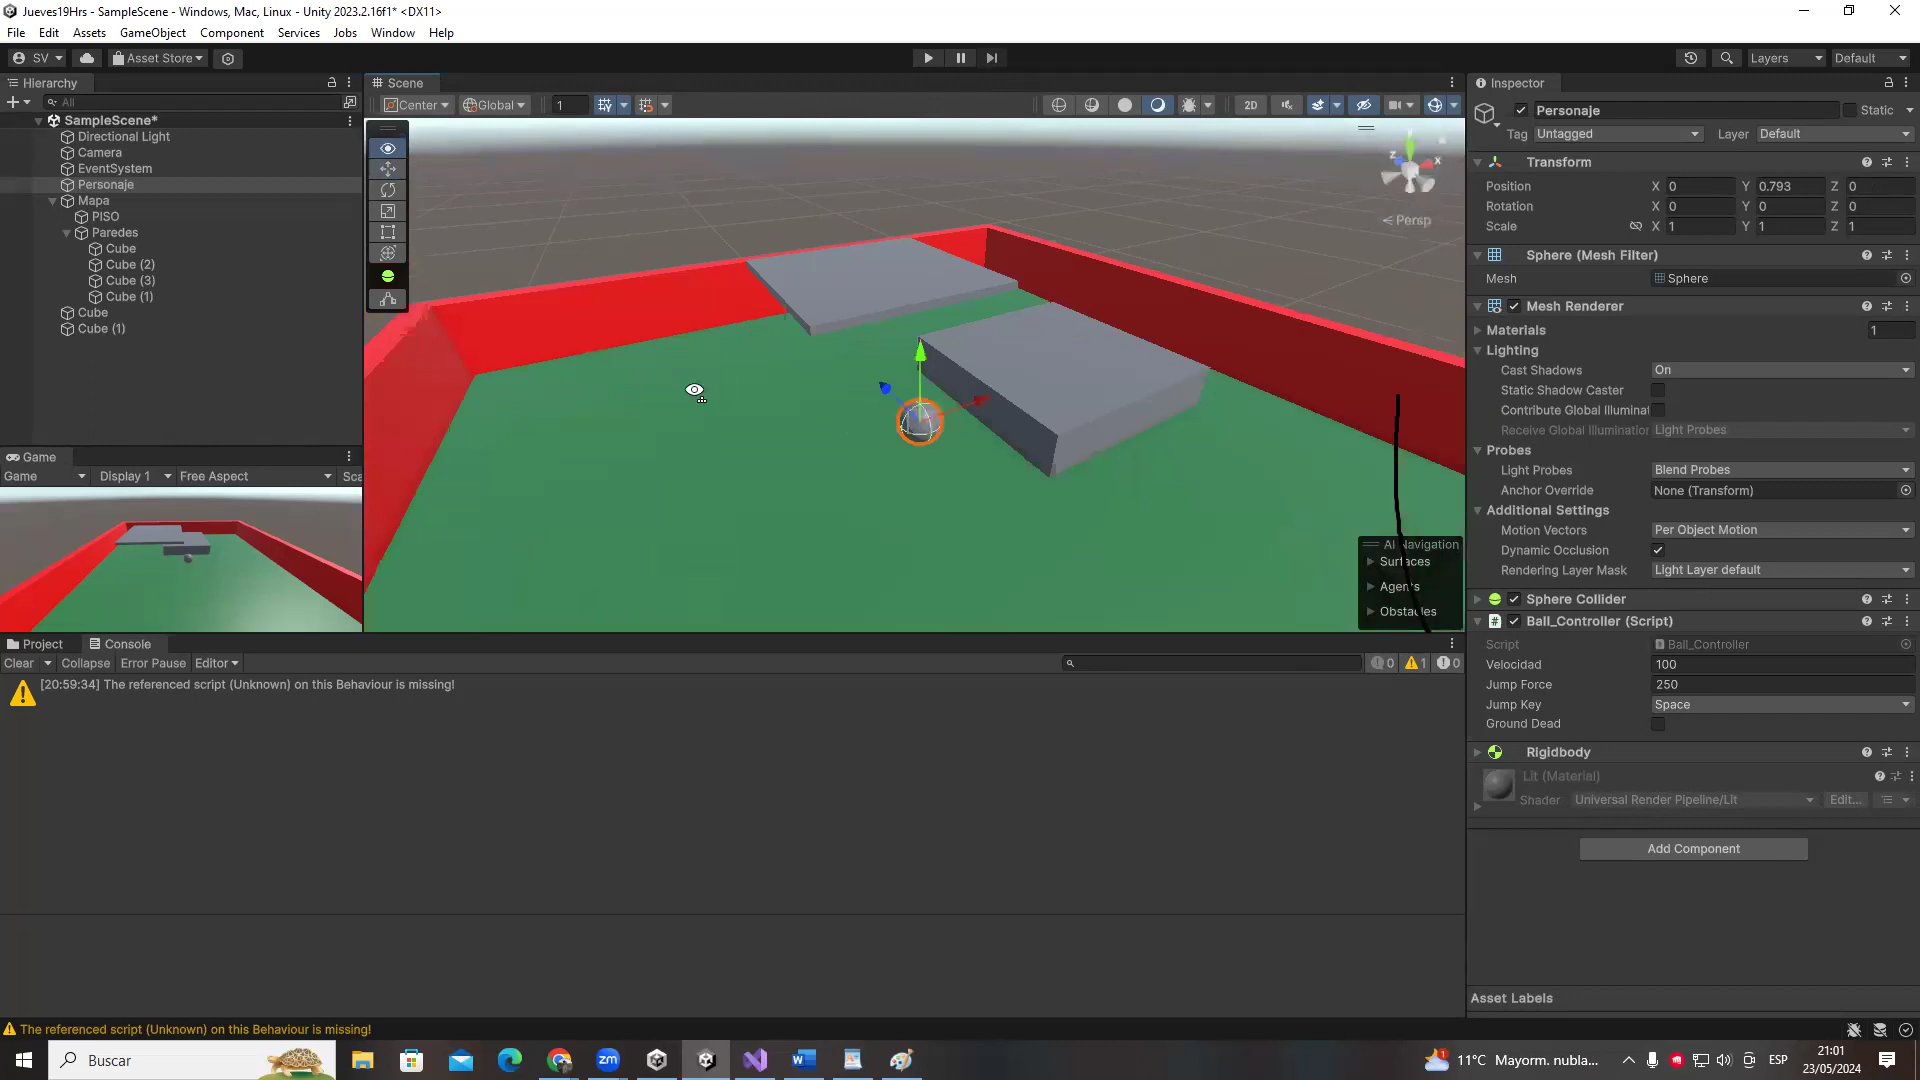 Jueves19Hrs - SampleScene - Windows, Mac, Linux - Unity 2023.2.16f1* <DX11>
File Edit Assets GameObject Component Services Jobs Window Help
SV Asset Store Layers Default
Hierarchy
All
SampleScene*
Directional Light
Camera
EventSystem
Personaje
Mapa
PISO
Paredes
Cube
Cube (2)
Cube (3)
Cube (1)
Cube
Cube (1)
Game
Game Display 1 Free Aspect Sca
Scene
Center Global 1 2D
Y
Z X
Persp
AI Navigation
Surfaces
Agents
Obstacles
Project Console
Clear Collapse Error Pause Editor 0 1 0
[20:59:34] The referenced script (Unknown) on this Behaviour is missing!
Inspector
Personaje Static
Tag Untagged Layer Default
Transform
Position X 0 Y 0.793 Z 0
Rotation X 0 Y 0 Z 0
Scale X 1 Y 1 Z 1
Sphere (Mesh Filter)
Mesh Sphere
Mesh Renderer
Materials 1
Lighting
Cast Shadows On
Static Shadow Caster
Contribute Global Illuminat
Receive Global Illumination Light Probes
Probes
Light Probes Blend Probes
Anchor Override None (Transform)
Additional Settings
Motion Vectors Per Object Motion
Dynamic Occlusion
Rendering Layer Mask Light Layer default
Sphere Collider
Ball_Controller (Script)
Script Ball_Controller
Velocidad 100
Jump Force 250
Jump Key Space
Ground Dead
Rigidbody
Lit (Material)
Shader Universal Render Pipeline/Lit Edit...
Add Component
Asset Labels
The referenced script (Unknown) on this Behaviour is missing!
Buscar
11°C Mayorm. nubla... ESP
21:01
23/05/2024